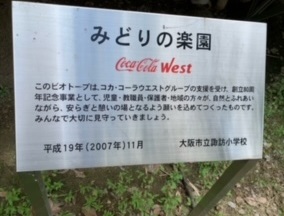 みどりの楽園
Coca-Cola West
このビオトープは、コカ・コーラウエストグループの支援を受け、創立80周
年記念事業として、児童・教職員・保護者・地域の方々が、自然とふれあい
ながら、安らぎと憩いの場となるよう願いを込めてつくったものです。
みんなで大切に見守っていきましょう。
平成19年(2007年)11月 大阪市立諏訪小学校